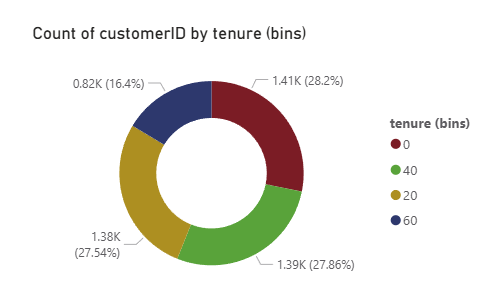 Count of customerID by tenure (bins)
0.82K (16.4%)
1.41K (28.2%)
tenure (bins)
0
40
20
60
1.38K
(27.54%)
1.39K (27.86%)